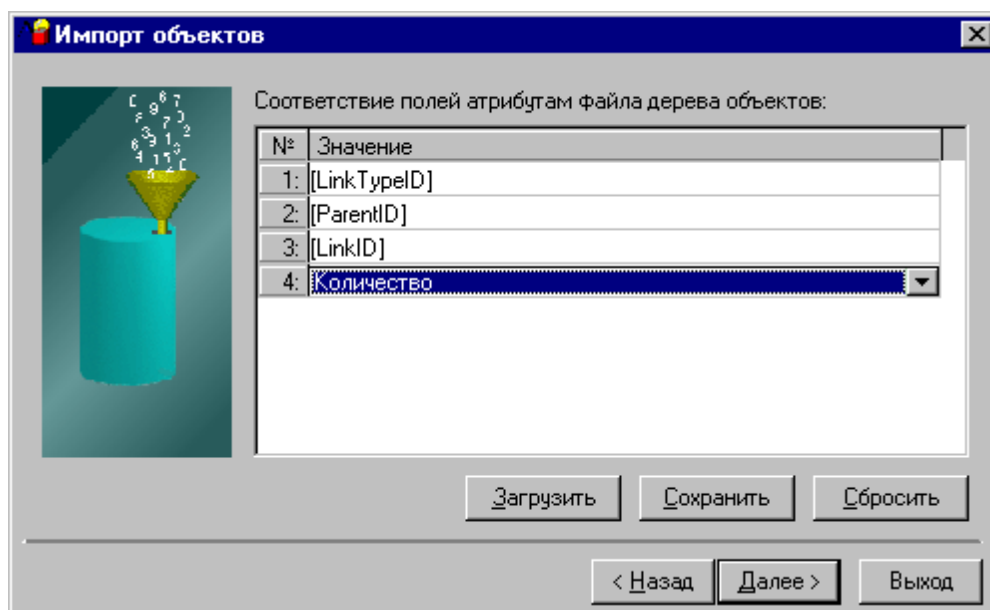 Импорт объектов
Соответствие полей атрибутам файла дерева объектов:
№ Значение
1: [LinkTypeID]
2: [ParentID]
3: [LinkID]
4: Количество
Загрузить Сохранить Сбросить
< Назад Далее > Выход